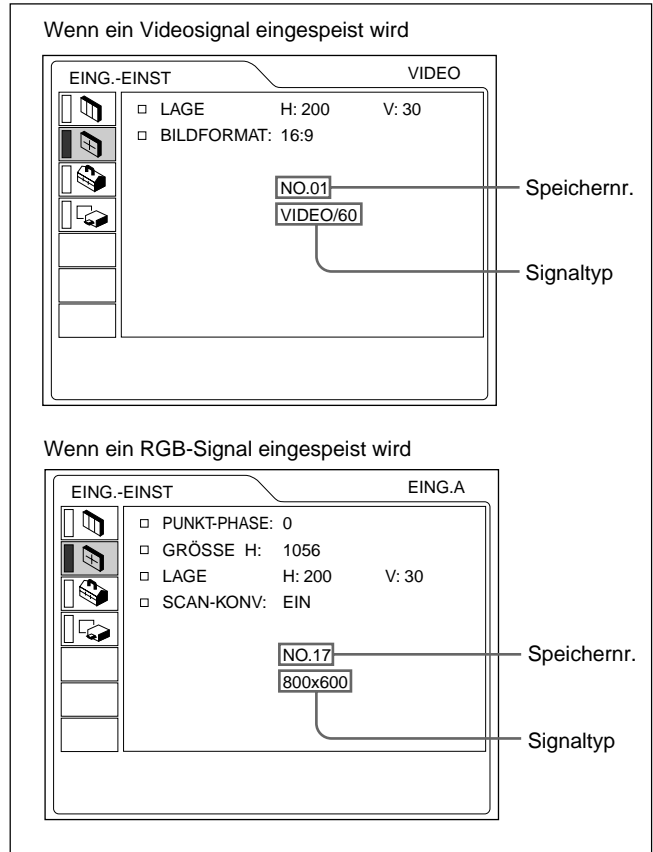 Wenn ein Videosignal eingespeist wird
EING.-EINST VIDEO
LAGE H: 200 V: 30
BILDFORMAT: 16:9
NO.01 Speichernr.
VIDEO/60
Signaltyp
Wenn ein RGB-Signal eingespeist wird
EING.-EINST EING.A
PUNKT-PHASE: 0
GRÖSSE H: 1056
LAGE H: 200 V: 30
SCAN-KONV: EIN
NO.17 Speichernr.
800x600
Signaltyp